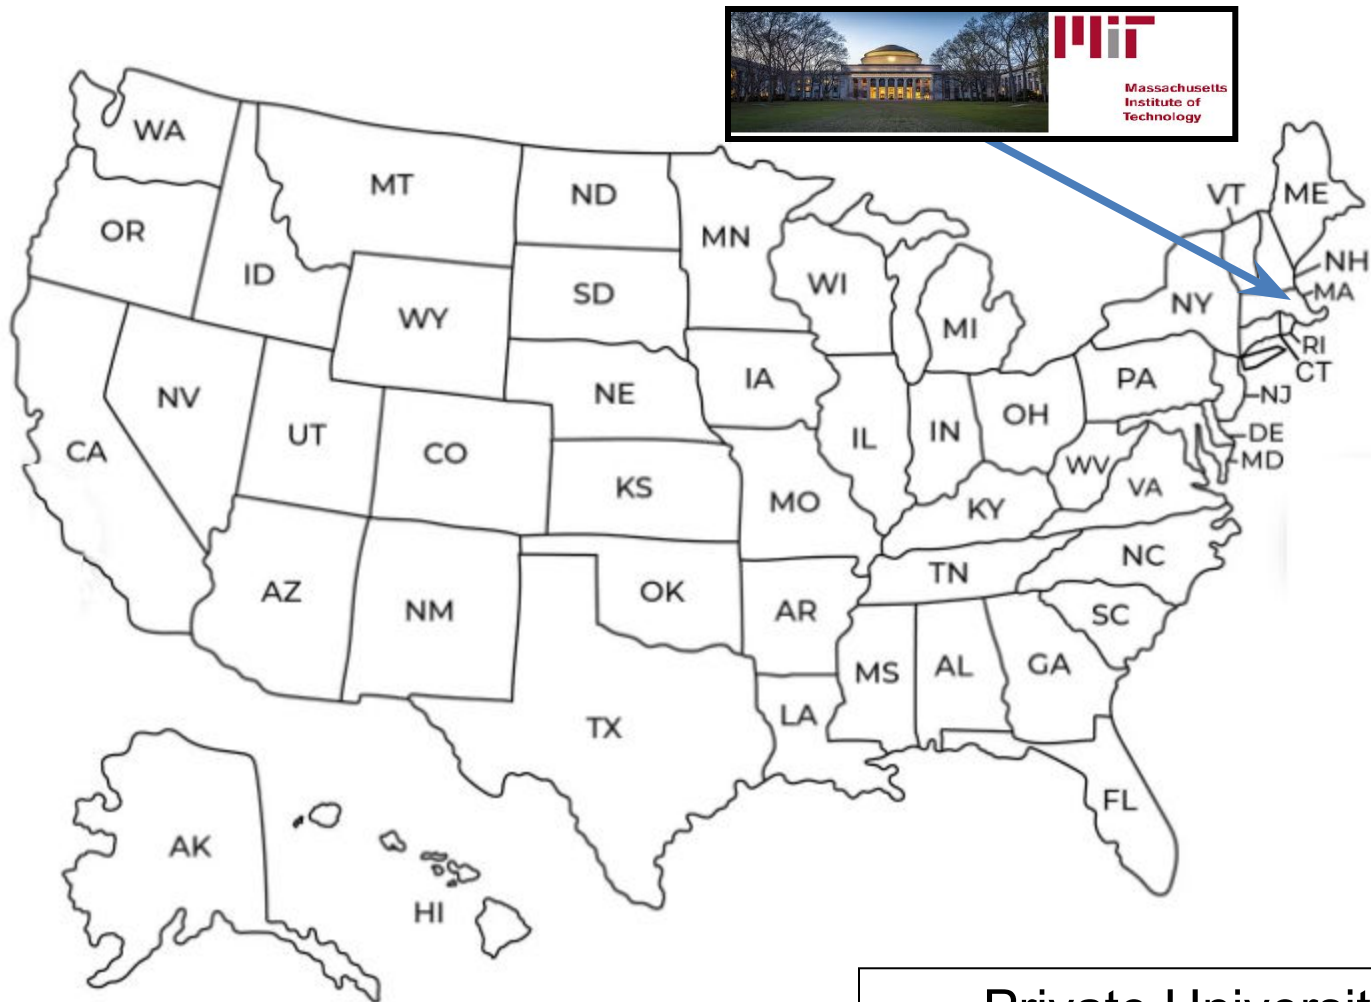 MIT
Massachusetts
Institute of
Technology
WA
MT
ND
VT
ME
OR
MN
ID
SD
WI
NH
MA
WY
NY
MI
RI
CT
NE
IA
PA
NV
NJ
UT
CO
IL
IN
OH
DE
CA
MD
KS
MO
WV
VA
KY
NC
TN
AZ
NM
OK
AR
SC
MS
AL
GA
LA
TX
FL
AK
HI
Private Universit